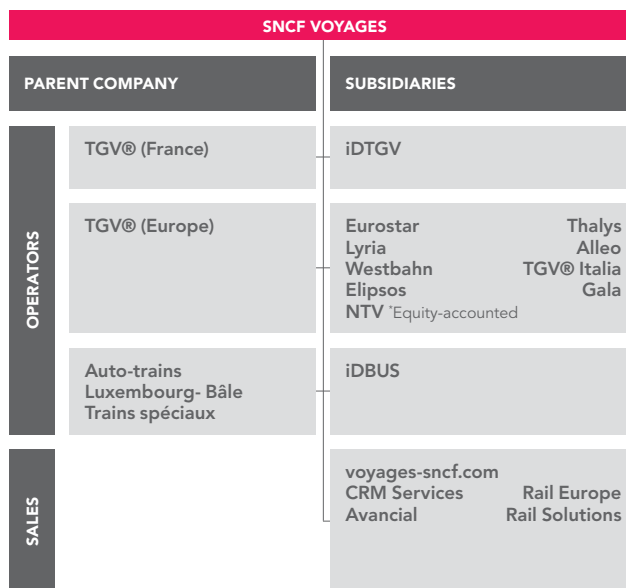 SNCF VOYAGES
PARENT COMPANY
SUBSIDIARIES
OPERATORS
TGV® (France)
iDTGV
TGV® (Europe)
Eurostar Thalys
Lyria Alleo
Westbahn TGV® Italia
Elipsos Gala
NTV *Equity-accounted
Auto-trains
Luxembourg- Bâle
Trains spéciaux
iDBUS
SALES
voyages-sncf.com
CRM Services Rail Europe
Avancial Rail Solutions